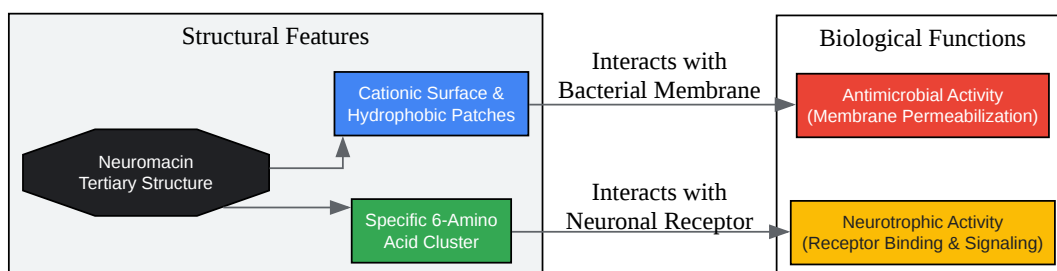 Structural Features
Biological Functions
Cationic Surface &
Hydrophobic Patches
Interacts with
Bacterial Membrane
Antimicrobial Activity
(Membrane Permeabilization)
Neuromacin
Tertiary Structure
Specific 6-Amino
Acid Cluster
Interacts with
Neuronal Receptor
Neurotrophic Activity
(Receptor Binding & Signaling)